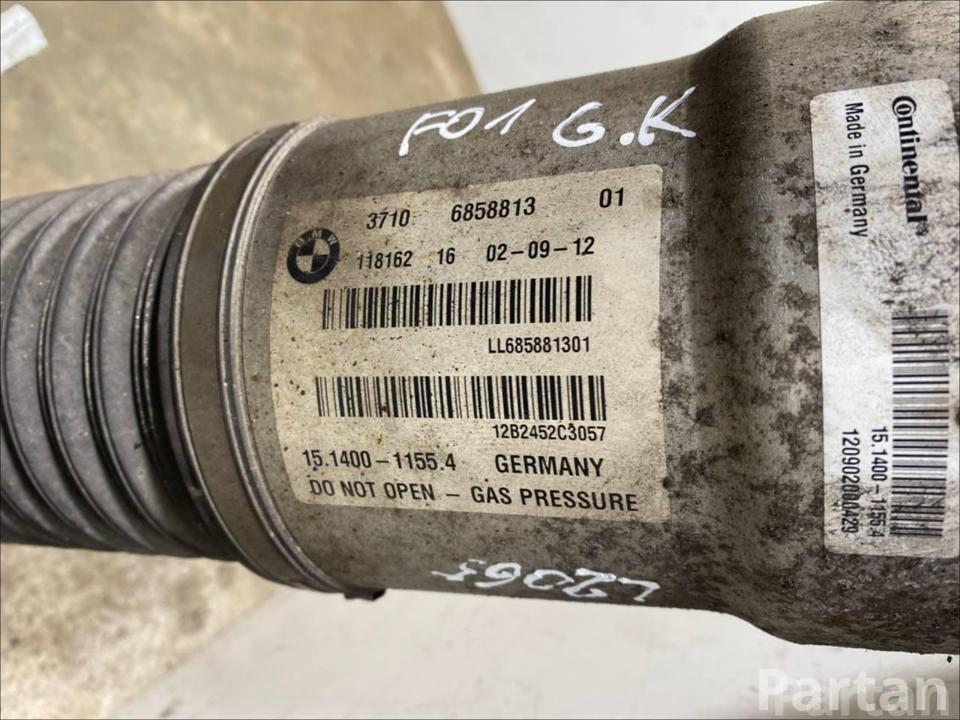 F01 G.K
3710 6858813 01
BMW
118162 16 02-09-12
LL685881301
12B2452C3057
15.1400-1155.4 GERMANY
DO NOT OPEN - GAS PRESSURE
Continental
Made in Germany
15.1400-1155.4
Partan